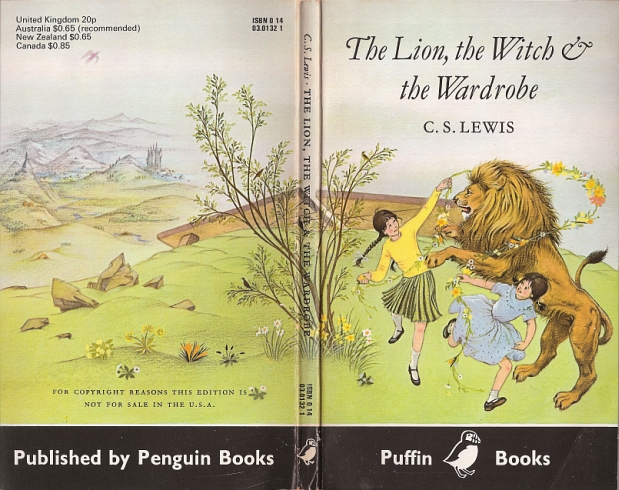 United Kingdom 20p
Australia $0.65 (recommended)
New Zealand $0.65
Canada $0.85
ISBN 0 14
03.0132 1
FOR COPYRIGHT REASONS THIS EDITION IS
NOT FOR SALE IN THE U.S.A.
Published by Penguin Books
C. S. Lewis · THE LION, THE WITCH & THE WARDROBE
ISBN 0 14
03.0132 1
The Lion, the Witch &
the Wardrobe
C. S. LEWIS
Puffin Books